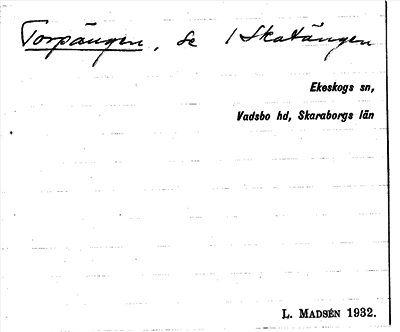 Torpängen, se 1 Skatängen
Ekeskogs sn,
Vadsbo hd, Skaraborgs län
L. MADSÉN 1932.